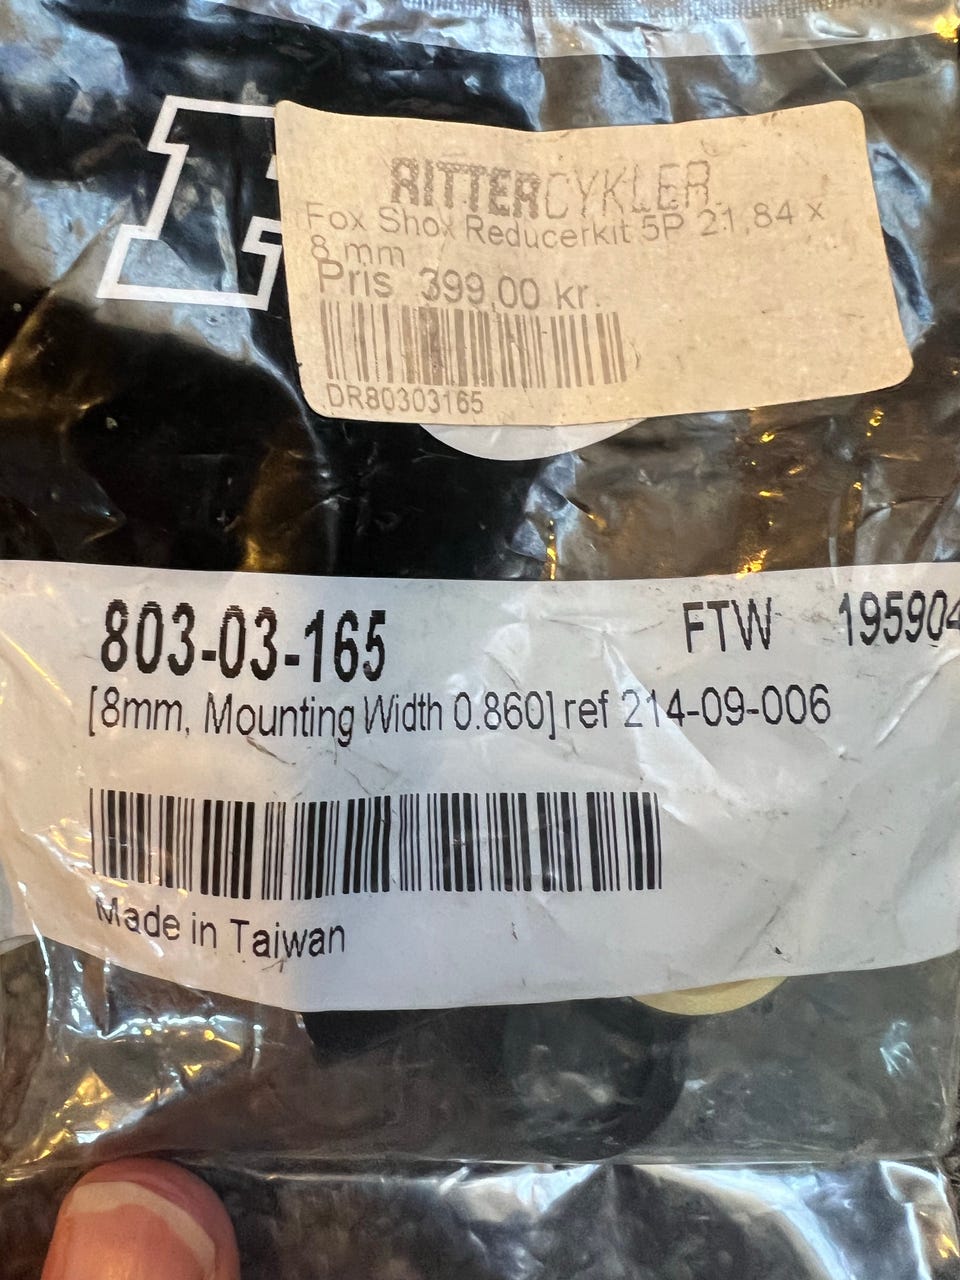 F
RITTERCYKLER
Fox Shox Reducerkit 5P 21,84 x
8 mm
Pris 399,00 kr.
DR80303165
803-03-165 FTW 195904
[8mm, Mounting Width 0.860] ref 214-09-006
Made in Taiwan